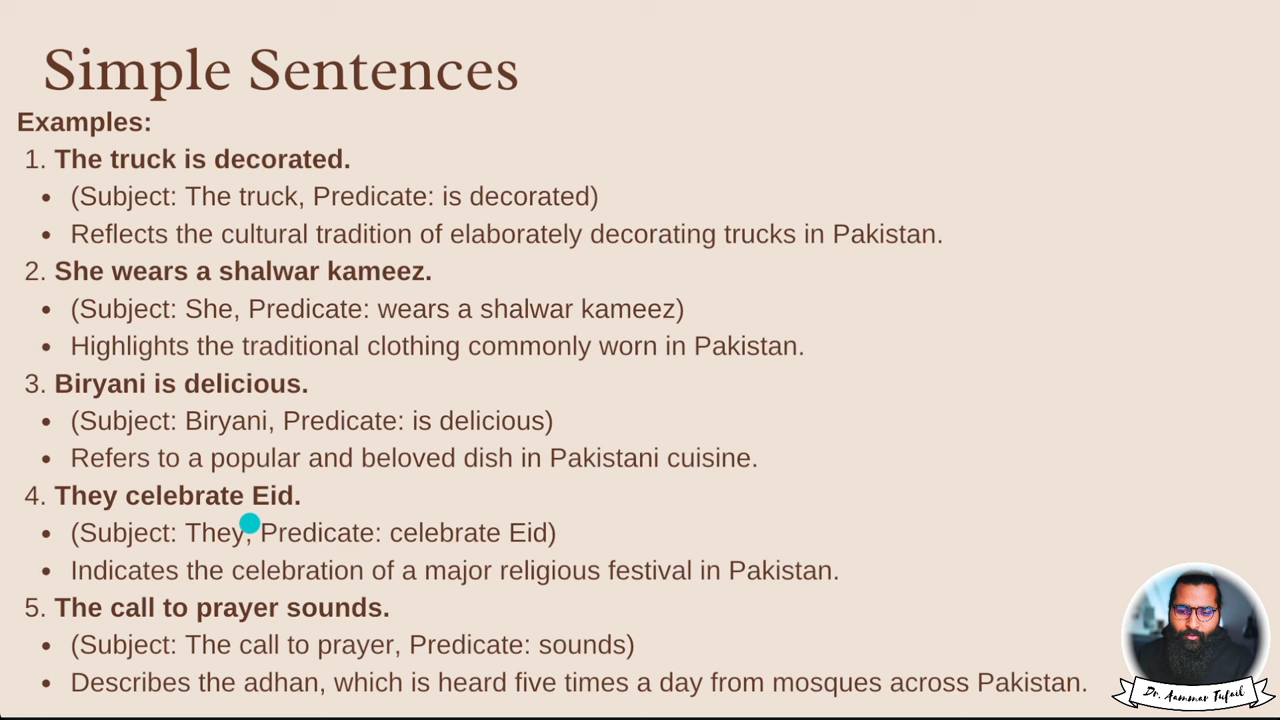 Simple Sentences
Examples:
1. The truck is decorated.
• (Subject: The truck, Predicate: is decorated)
• Reflects the cultural tradition of elaborately decorating trucks in Pakistan.
2. She wears a shalwar kameez.
• (Subject: She, Predicate: wears a shalwar kameez)
• Highlights the traditional clothing commonly worn in Pakistan.
3. Biryani is delicious.
• (Subject: Biryani, Predicate: is delicious)
• Refers to a popular and beloved dish in Pakistani cuisine.
4. They celebrate Eid.
• (Subject: They, Predicate: celebrate Eid)
• Indicates the celebration of a major religious festival in Pakistan.
5. The call to prayer sounds.
• (Subject: The call to prayer, Predicate: sounds)
• Describes the adhan, which is heard five times a day from mosques across Pakistan.
Dr. Aammar Tufail